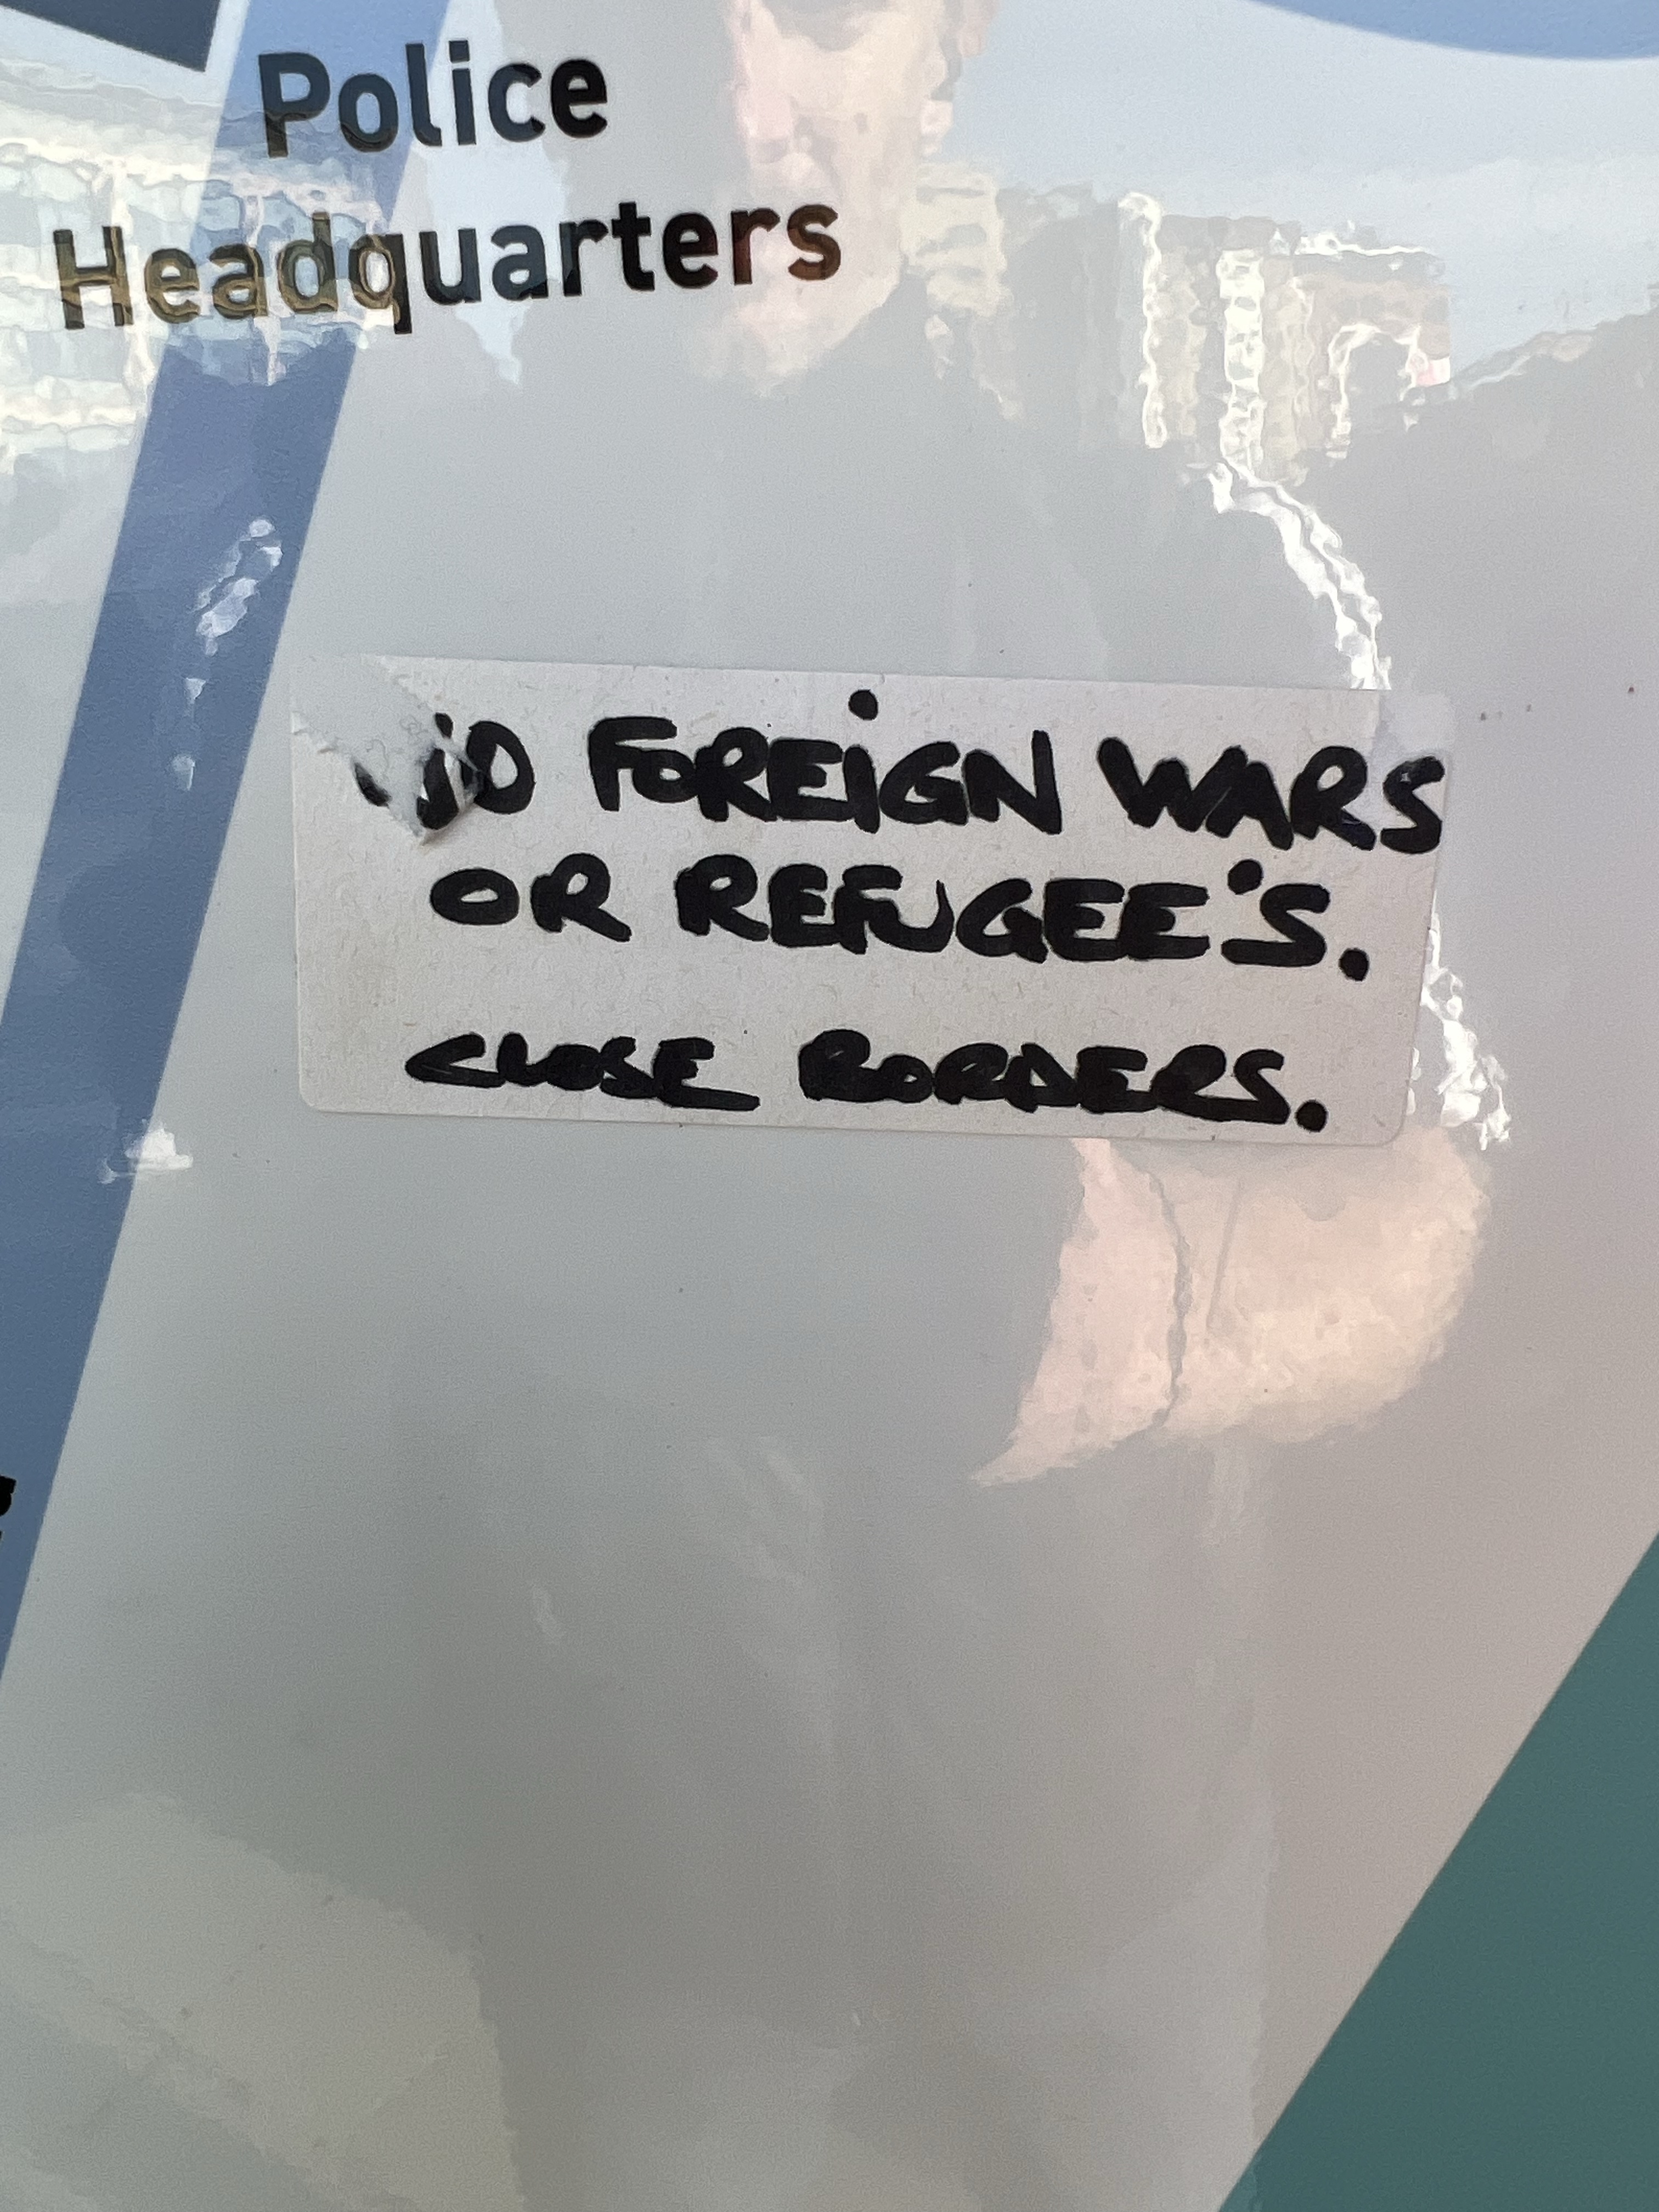 Police
Headquarters
NO FOREIGN WARS
OR REFUGEE'S.
CLOSE BORDERS.